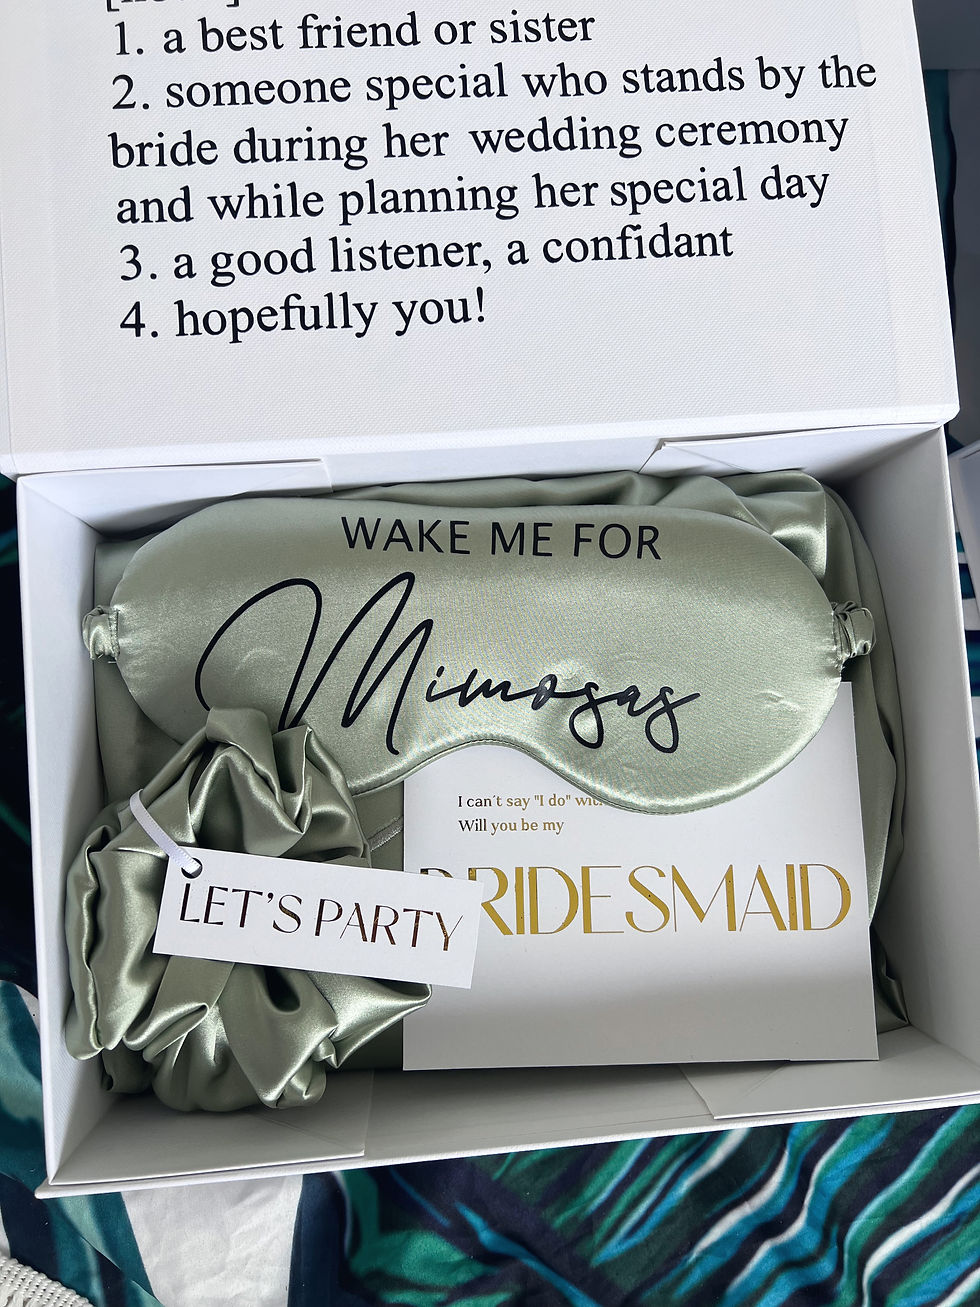 1. a best friend or sister
2. someone special who stands by the
bride during her wedding ceremony
and while planning her special day
3. a good listener, a confidant
4. hopefully you!
WAKE ME FOR
Mimosas
I can´t say "I do"
Will you be my
BRIDESMAID
LET'S PARTY